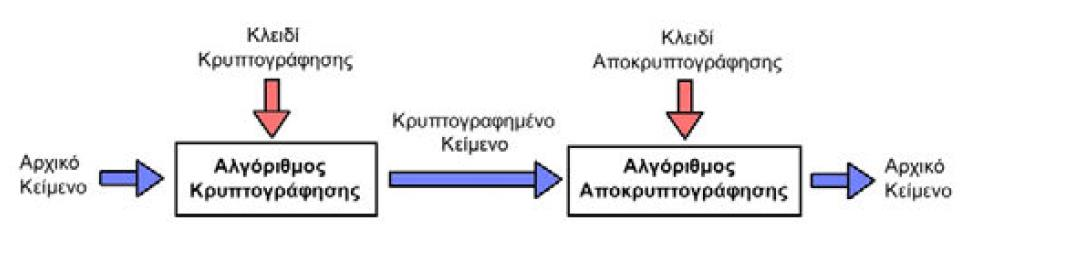 Κλειδί
Κρυπτογράφησης
Κλειδί
Αποκρυπτογράφησης
Κρυπτογραφημένο
Κείμενο
Αρχικό
Κείμενο
Αλγόριθμος
Κρυπτογράφησης
Αλγόριθμος
Αποκρυπτογράφησης
Αρχικό
Κείμενο